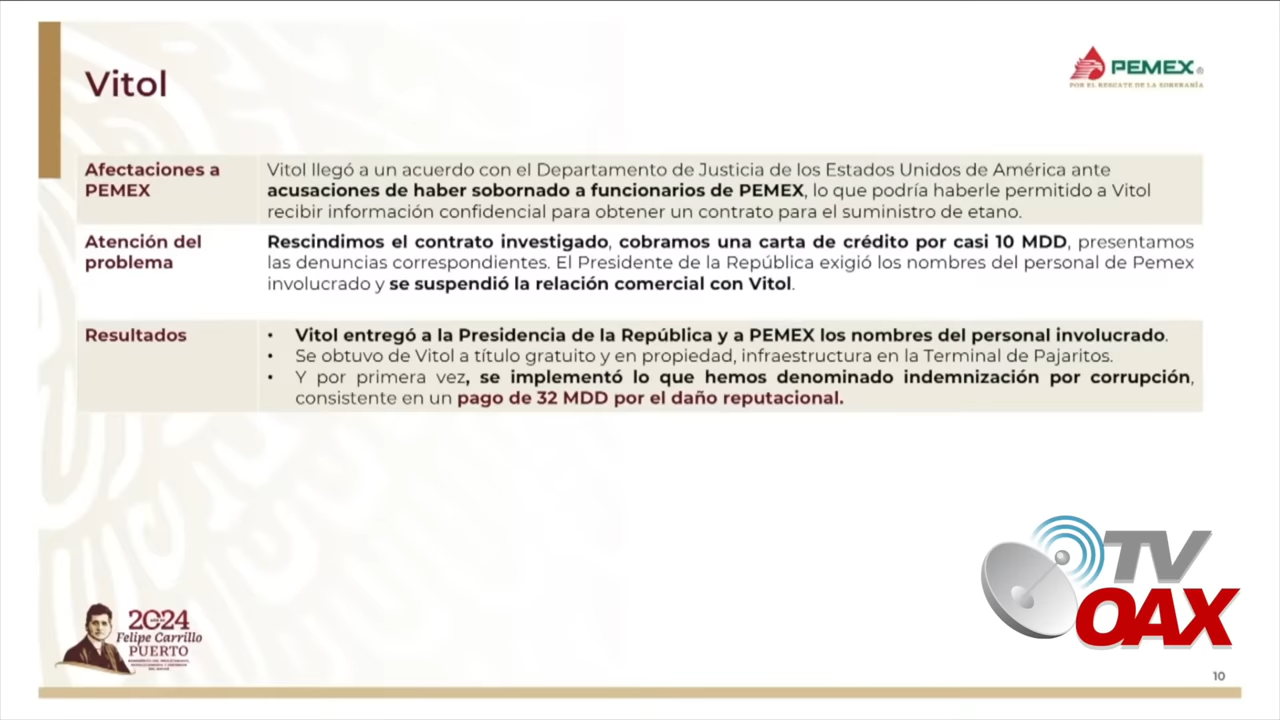 Vitol
PEMEX
POR EL RESCATE DE LA SOBERANÍA
Afectaciones a
PEMEX
Vitol llegó a un acuerdo con el Departamento de Justicia de los Estados Unidos de América ante
acusaciones de haber sobornado a funcionarios de PEMEX, lo que podría haberle permitido a Vitol
recibir información confidencial para obtener un contrato para el suministro de etano.
Atención del
problema
Rescindimos el contrato investigado, cobramos una carta de crédito por casi 10 MDD, presentamos
las denuncias correspondientes. El Presidente de la República exigió los nombres del personal de Pemex
involucrado y se suspendió la relación comercial con Vitol.
Resultados
• Vitol entregó a la Presidencia de la República y a PEMEX los nombres del personal involucrado.
• Se obtuvo de Vitol a título gratuito y en propiedad, infraestructura en la Terminal de Pajaritos.
• Y por primera vez, se implementó lo que hemos denominado indemnización por corrupción,
consistente en un pago de 32 MDD por el daño reputacional.
TV
OAX
2024
Felipe Carrillo
PUERTO
10